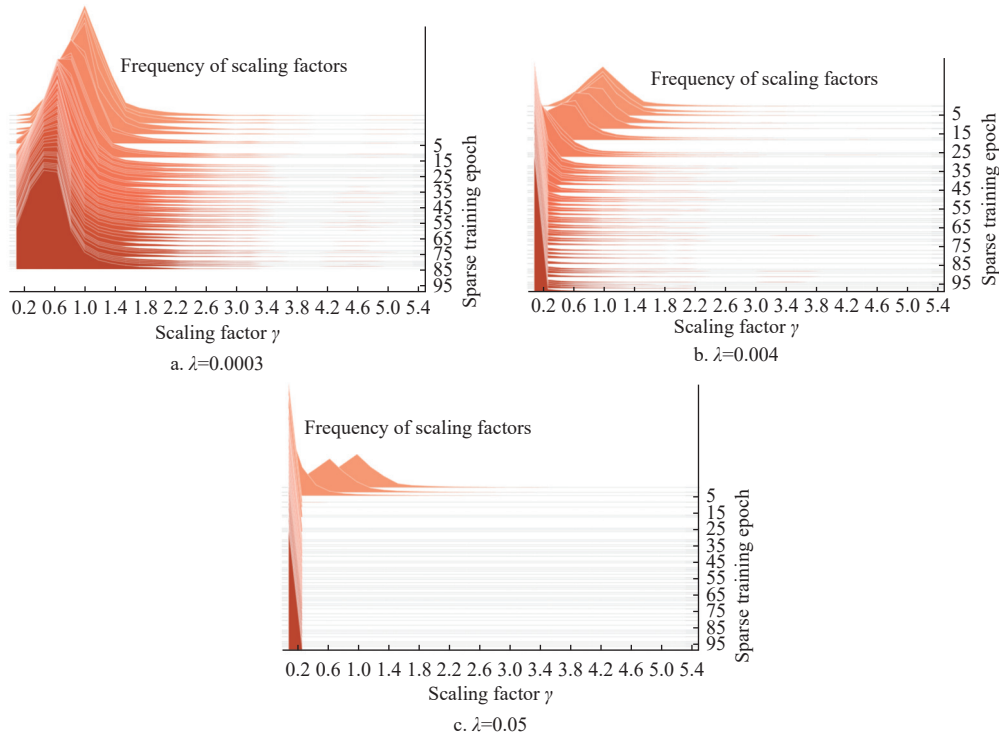 Frequency of scaling factors
5
15
25
35
45
55
65
75
85
95
Sparse training epoch
0.2 0.6 1.0 1.4 1.8 2.2 2.6 3.0 3.4 3.8 4.2 4.6 5.0 5.4
Scaling factor γ
a. λ=0.0003
Frequency of scaling factors
5
15
25
35
45
55
65
75
85
95
Sparse training epoch
0.2 0.6 1.0 1.4 1.8 2.2 2.6 3.0 3.4 3.8 4.2 4.6 5.0 5.4
Scaling factor γ
b. λ=0.004
Frequency of scaling factors
5
15
25
35
45
55
65
75
85
95
Sparse training epoch
0.2 0.6 1.0 1.4 1.8 2.2 2.6 3.0 3.4 3.8 4.2 4.6 5.0 5.4
Scaling factor γ
c. λ=0.05